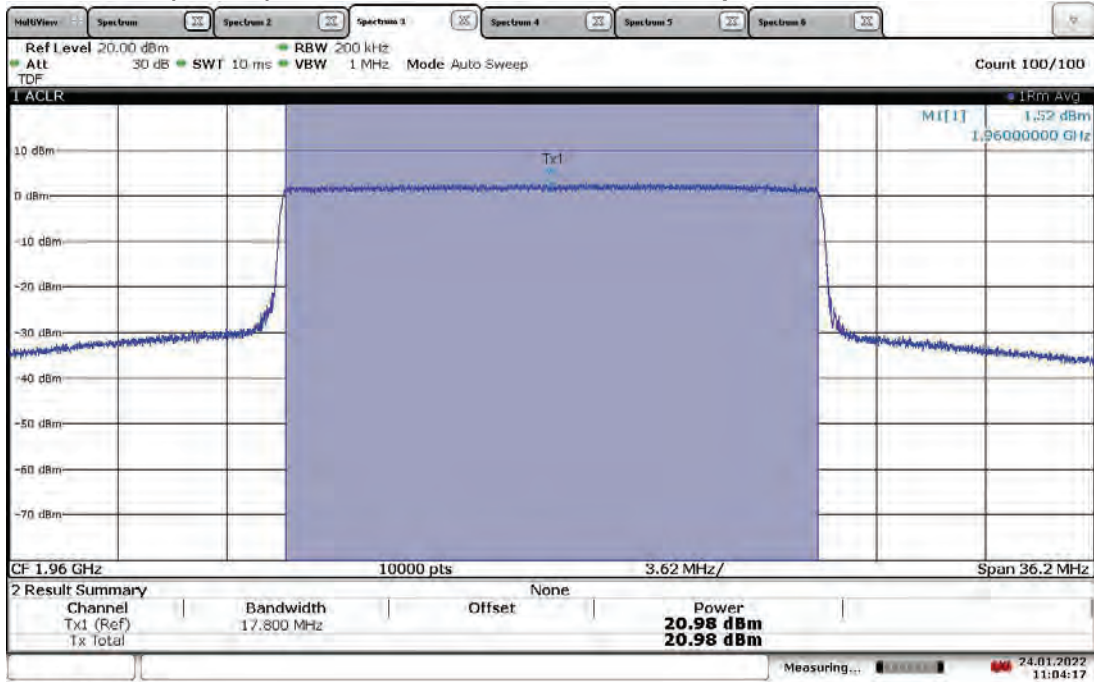 MultiView Spectrum Spectrum 2 Spectrum 3 Spectrum 4 Spectrum 5 Spectrum 6
Ref Level 20.00 dBm RBW 200 kHz
Att 30 dB SWT 10 ms VBW 1 MHz Mode Auto Sweep Count 100/100
TDF
1 ACLR 1Rm Avg
M1[1] 1.52 dBm
1.96000000 GHz
10 dBm
Tx1
0 dBm
-10 dBm
-20 dBm
-30 dBm
-40 dBm
-50 dBm
-60 dBm
-70 dBm
CF 1.96 GHz 10000 pts 3.62 MHz/ Span 36.2 MHz
2 Result Summary None
Channel Bandwidth Offset Power
Tx1 (Ref) 17.800 MHz 20.98 dBm
Tx Total 20.98 dBm
Measuring... 24.01.2022
11:04:17